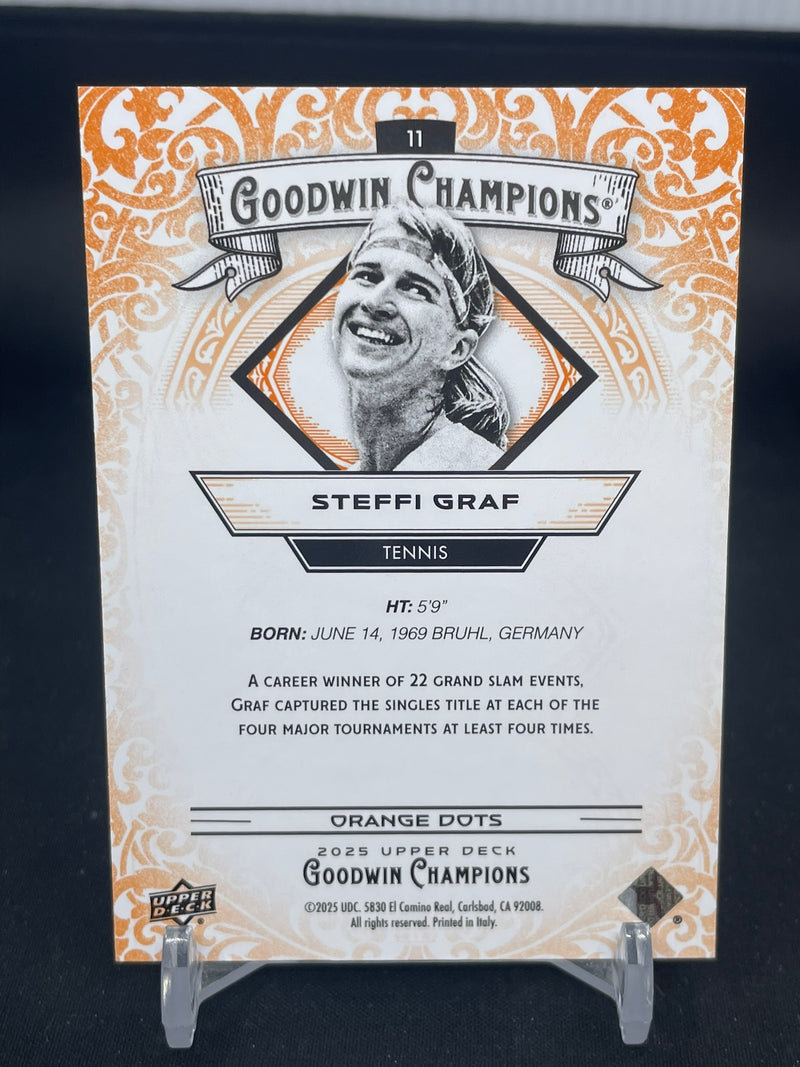 11
GOODWIN CHAMPIONS®
STEFFI GRAF
TENNIS
HT: 5'9"
BORN: JUNE 14, 1969 BRUHL, GERMANY
A CAREER WINNER OF 22 GRAND SLAM EVENTS,
GRAF CAPTURED THE SINGLES TITLE AT EACH OF THE
FOUR MAJOR TOURNAMENTS AT LEAST FOUR TIMES.
ORANGE DOTS
2025 UPPER DECK
GOODWIN CHAMPIONS
©2025 UDC. 5830 El Camino Real, Carlsbad, CA 92008.
All rights reserved. Printed in Italy.
UPPER
DECK®
®